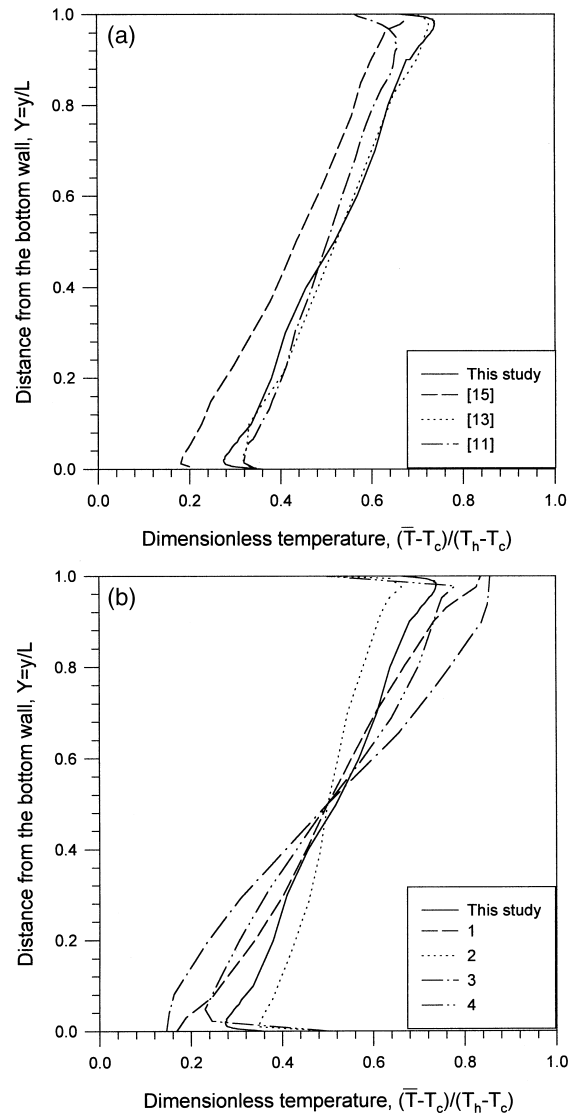 (a)
1.0
0.8
0.6
0.4
0.2
0.0
Distance from the bottom wall, Y=y/L
This study
[15]
[13]
[11]
0.0 0.2 0.4 0.6 0.8 1.0
Dimensionless temperature, (T̅-Tc)/(Th-Tc)
(b)
1.0
0.8
0.6
0.4
0.2
0.0
Distance from the bottom wall, Y=y/L
This study
1
2
3
4
0.0 0.2 0.4 0.6 0.8 1.0
Dimensionless temperature, (T̅-Tc)/(Th-Tc)